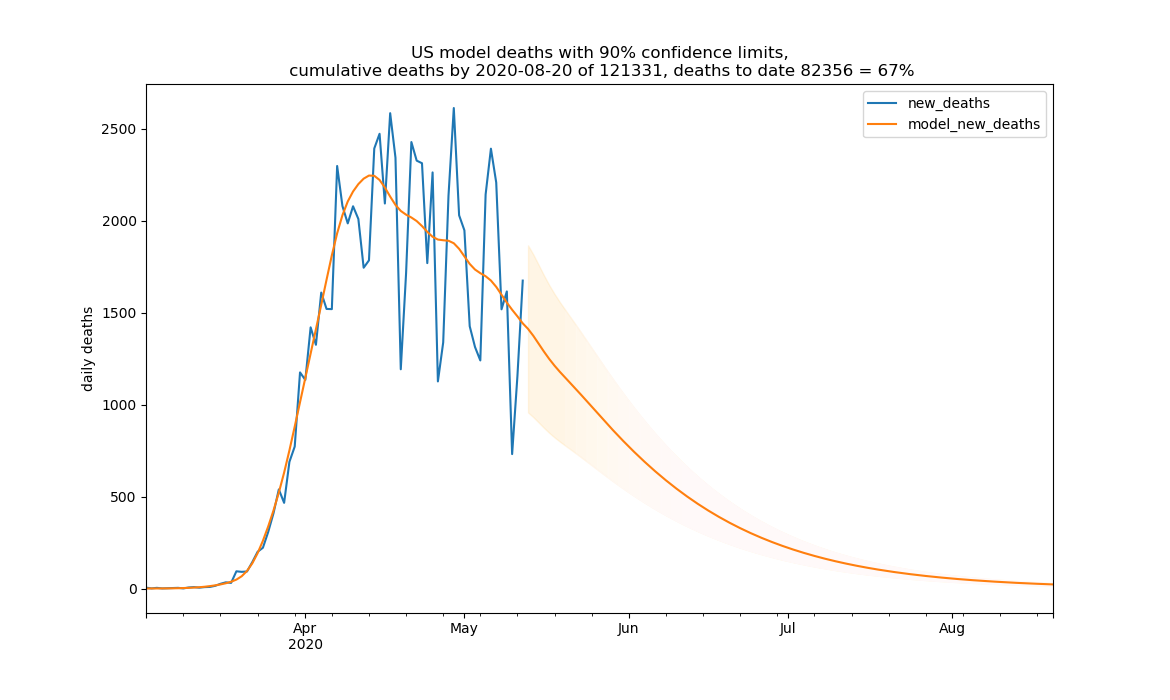 US model deaths with 90% confidence limits,
cumulative deaths by 2020-08-20 of 121331, deaths to date 82356 = 67%
new_deaths
model_new_deaths
2500
2000
1500
1000
500
0
daily deaths
Apr
2020
May
Jun
Jul
Aug